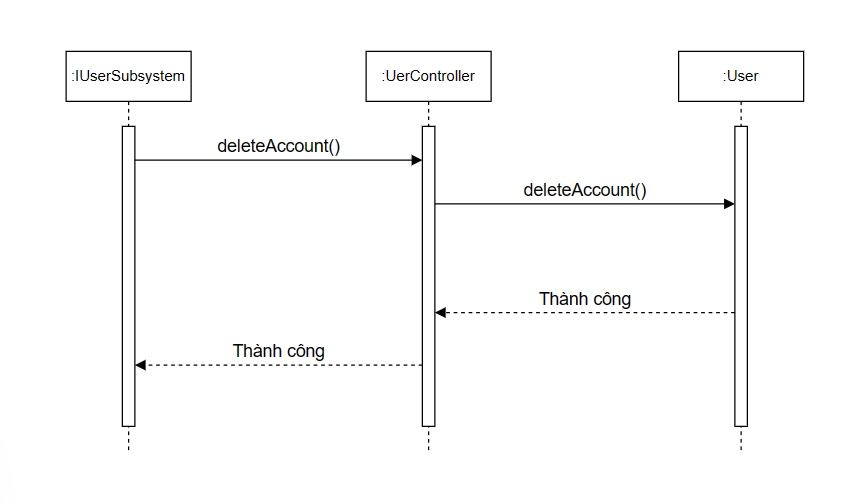 :IUserSubsystem
:UerController
:User
deleteAccount()
deleteAccount()
Thành công
Thành công